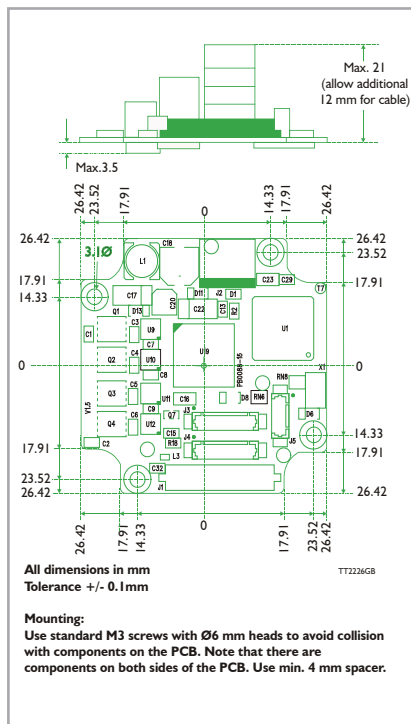 Max. 21
(allow additional
12 mm for cable)
Max.3.5
26.42
23.52
17.91
0
14.33
17.91
26.42
26.42
17.91
14.33
0
17.91
23.52
26.42
3.1Ø
C18
L1
C17
C20
D11
J2
D1
C23
C29
T7
Q1
D13
C22
C13
R2
C1
C3
U9
U1
C7
Q2
C4
U10
U19
C8
PB0088-15
X1
RN8
Q3
C5
U11
C16
D8
RN6
V1.5
C9
J3
Q4
C6
U12
Q7
D6
C15
J4
R18
C2
L3
J5
C32
J1
26.42
23.52
17.91
0
14.33
17.91
26.42
26.42
17.91
14.33
0
17.91
23.52
26.42
All dimensions in mm
TT2226GB
Tolerance +/- 0.1mm
Mounting:
Use standard M3 screws with Ø6 mm heads to avoid collision
with components on the PCB. Note that there are
components on both sides of the PCB. Use min. 4 mm spacer.